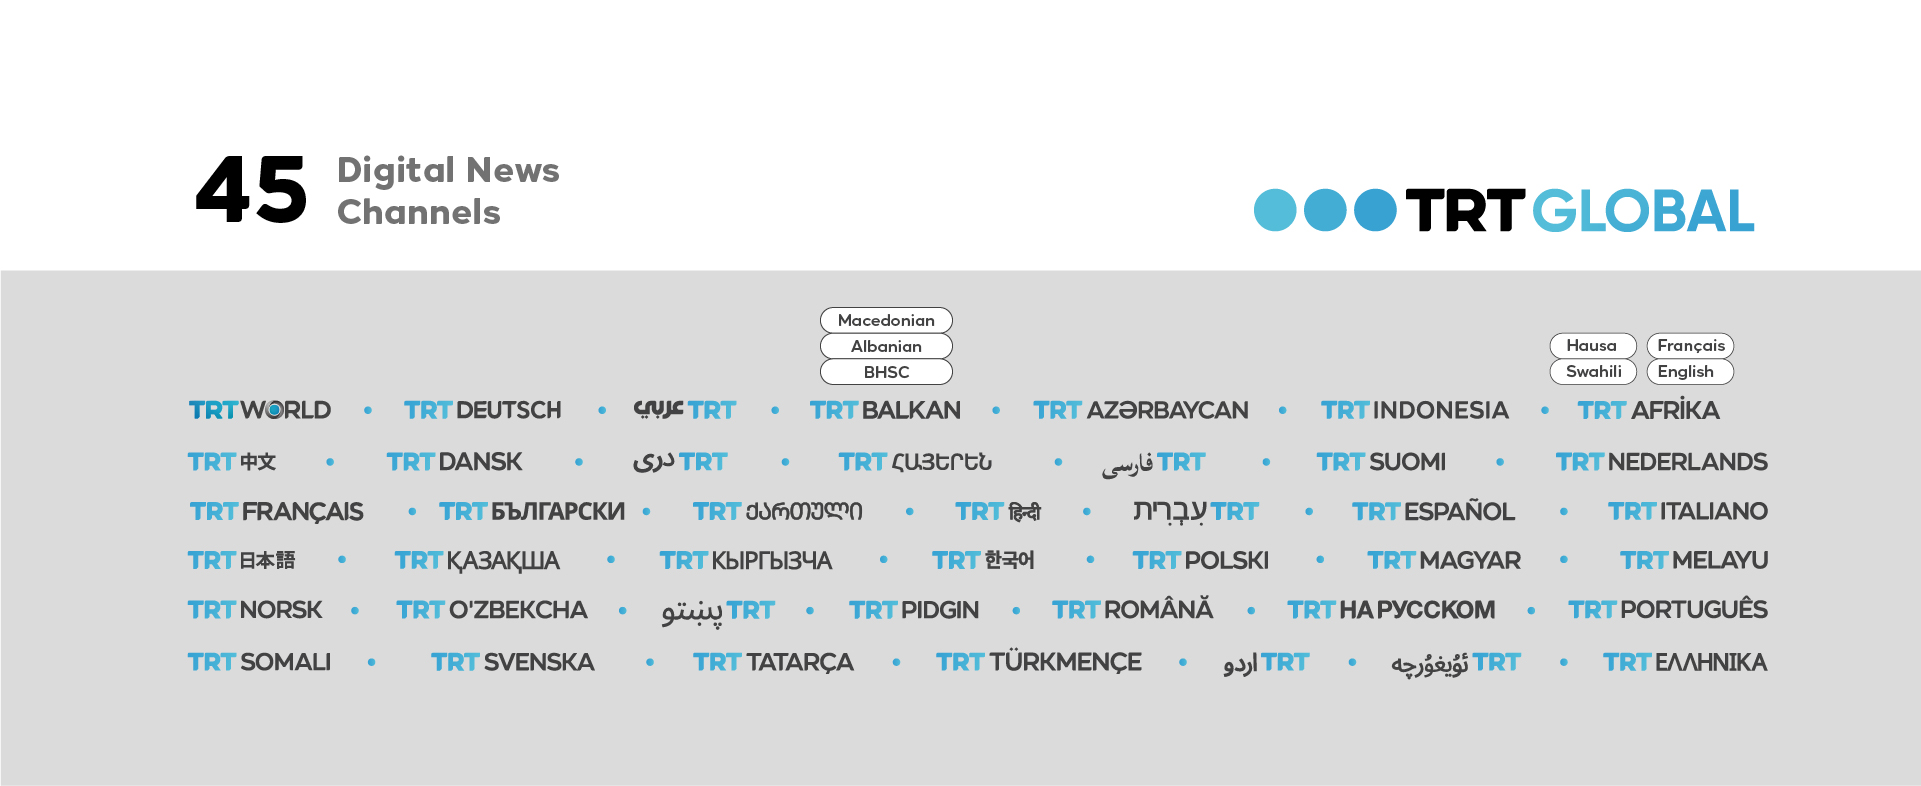 45 Digital News
Channels
TRT GLOBAL
Macedonian
Albanian
BHSC
Hausa Français
Swahili English
TRT WORLD • TRT DEUTSCH • TRT عربي • TRT BALKAN • TRT AZƏRBAYCAN • TRT INDONESIA • TRT AFRİKA
TRT 中文 • TRT DANSK • TRT دری • TRT ՀԱՅԵՐԵՆ • TRT فارسی • TRT SUOMI • TRT NEDERLANDS
TRT FRANÇAIS • TRT БЪЛГАРСКИ • TRT ᲥᲐᲠᲗᲣᲚᲘ • TRT हिन्दी • TRT עִבְרִית • TRT ESPAÑOL • TRT ITALIANO
TRT 日本語 • TRT ҚАЗАҚША • TRT КЫРГЫЗЧА • TRT 한국어 • TRT POLSKI • TRT MAGYAR • TRT MELAYU
TRT NORSK • TRT O'ZBEKCHA • TRT پښتو • TRT PIDGIN • TRT ROMÂNĂ • TRT НА РУССКОМ • TRT PORTUGUÊS
TRT SOMALI • TRT SVENSKA • TRT TATARÇA • TRT TÜRKMENÇE • TRT اردو • TRT ئۇيغۇرچە • TRT ΕΛΛΗΝΙΚΑ